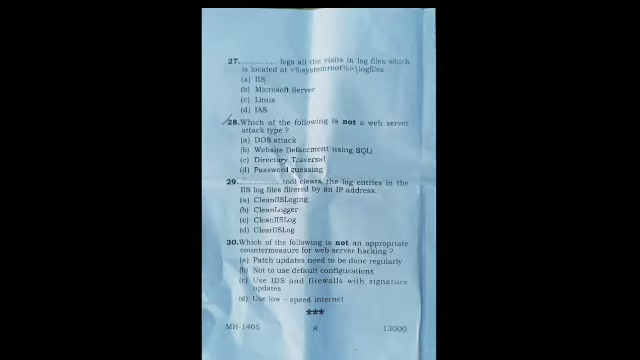 27................ logs all the visits in log files which
is located at <%systemroot%>\logfiles
(a) IIS
(b) Microsoft Server
(c) Linux
(d) IAS
28.Which of the following is not a web server
attack type ?
(a) DOS attack
(b) Website Defacement using SQLi
(c) Directory Traversal
(d) Password guessing
29................ tool clears the log entries in the
IIS log files filtered by an IP address.
(a) CleanIISLoging
(b) CleanLogger
(c) CleanIISLog
(d) ClearIISLog
30.Which of the following is not an appropriate
countermeasure for web server hacking ?
(a) Patch updates need to be done regularly
(b) Not to use default configurations
(c) Use IDS and firewalls with signature
updates
(d) Use low – speed internet
***
MH-1405 8 13000